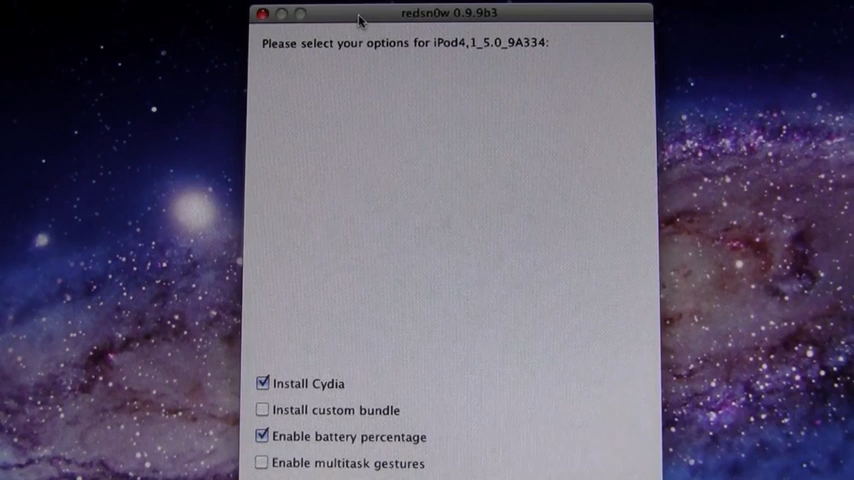 redsn0w 0.9.9b3
Please select your options for iPod4,1_5.0_9A334:
Install Cydia
Install custom bundle
Enable battery percentage
Enable multitask gestures